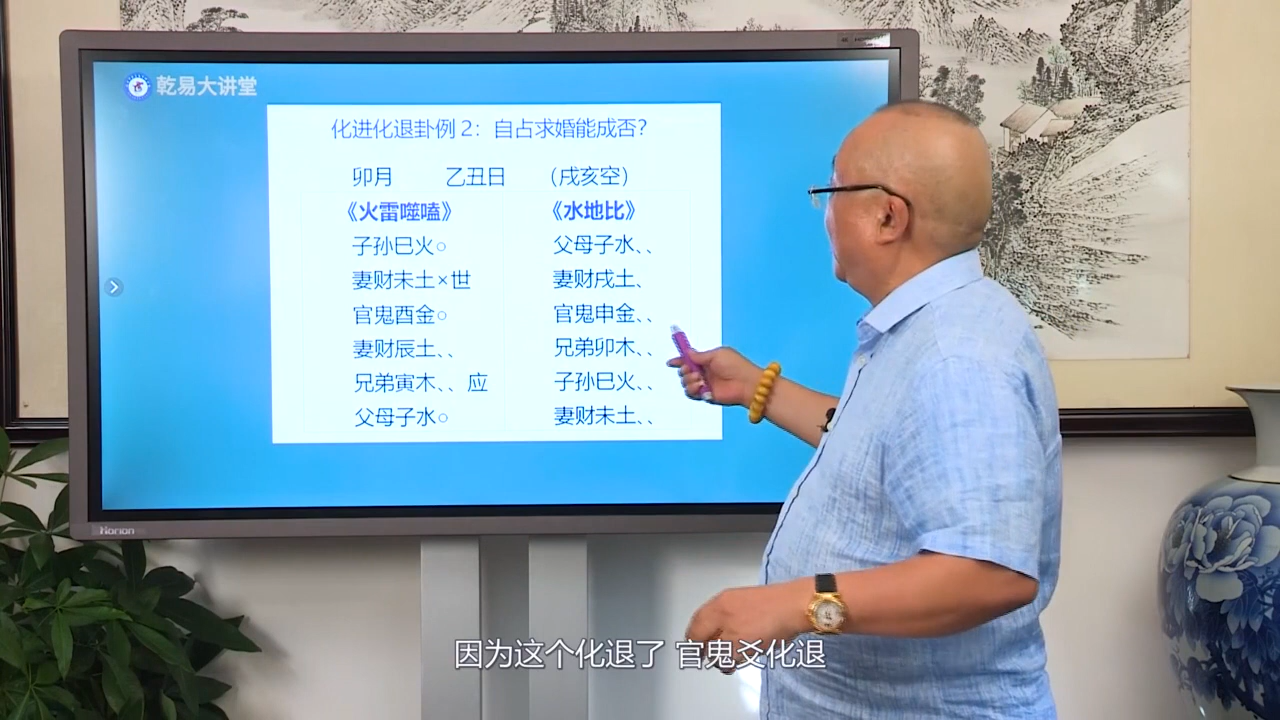 乾易大讲堂
化进化退卦例2：自占求婚能成否？
卯月 乙丑日 （戌亥空）
《火雷噬嗑》 《水地比》
子孙巳火○ 父母子水、、
妻财未土×世 妻财戌土、
官鬼酉金○ 官鬼申金、、
妻财辰土、、 兄弟卯木、、
兄弟寅木、、应 子孙巳火、、
父母子水○ 妻财未土、、
Horion
因为这个化退了 官鬼爻化退